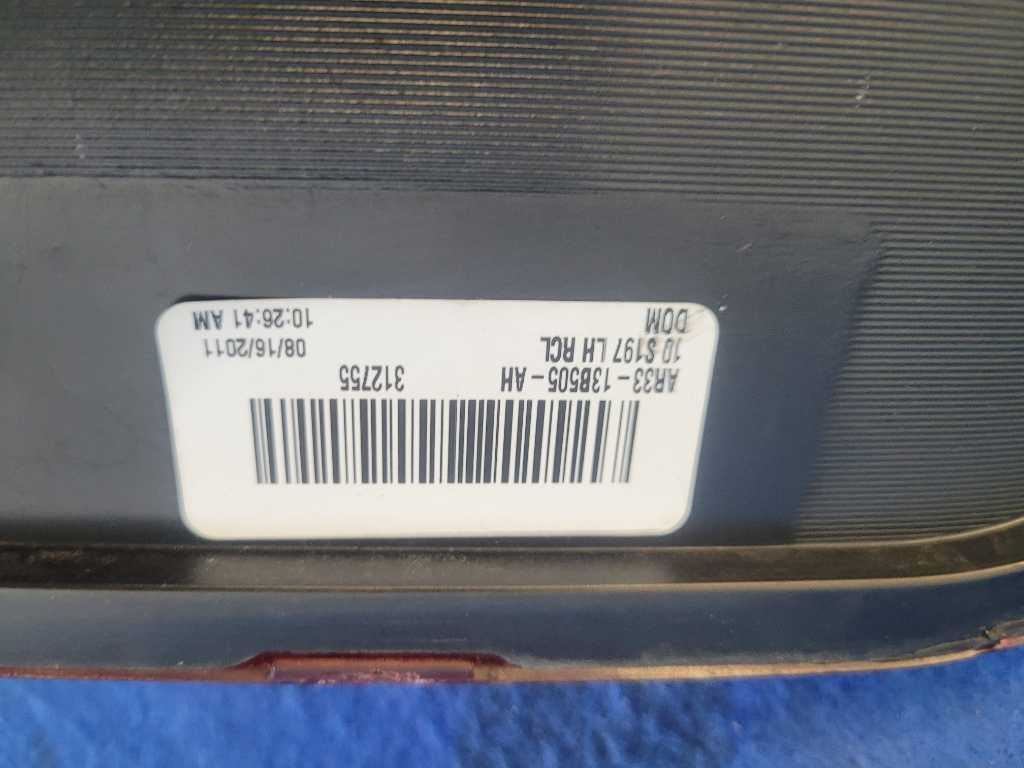 AR33-13B505-AH 312755
10 S197 LH RCL 08/16/2011
DOM 10:26:41 AM